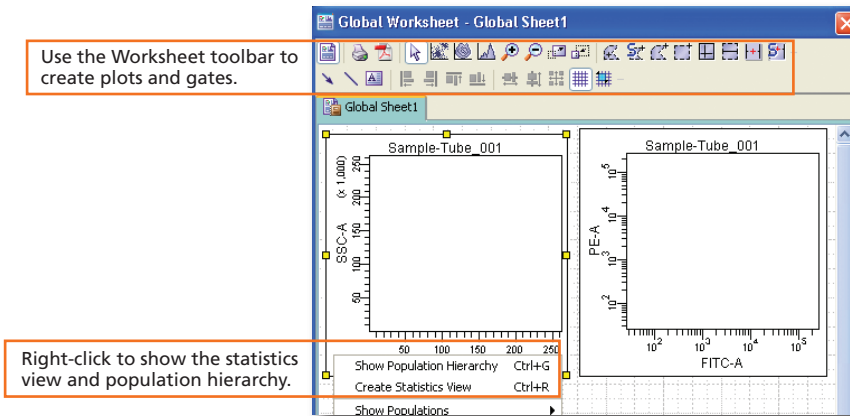 Global Worksheet - Global Sheet1
Use the Worksheet toolbar to
create plots and gates.
Global Sheet1
Sample-Tube_001
SSC-A (x 1,000)
250
200
150
100
50
50 100 150 200 250
Sample-Tube_001
PE-A
10^5
10^4
10^3
10^2
10^2 10^3 10^4 10^5
FITC-A
Right-click to show the statistics
view and population hierarchy.
Show Population Hierarchy Ctrl+G
Create Statistics View Ctrl+R
Show Populations